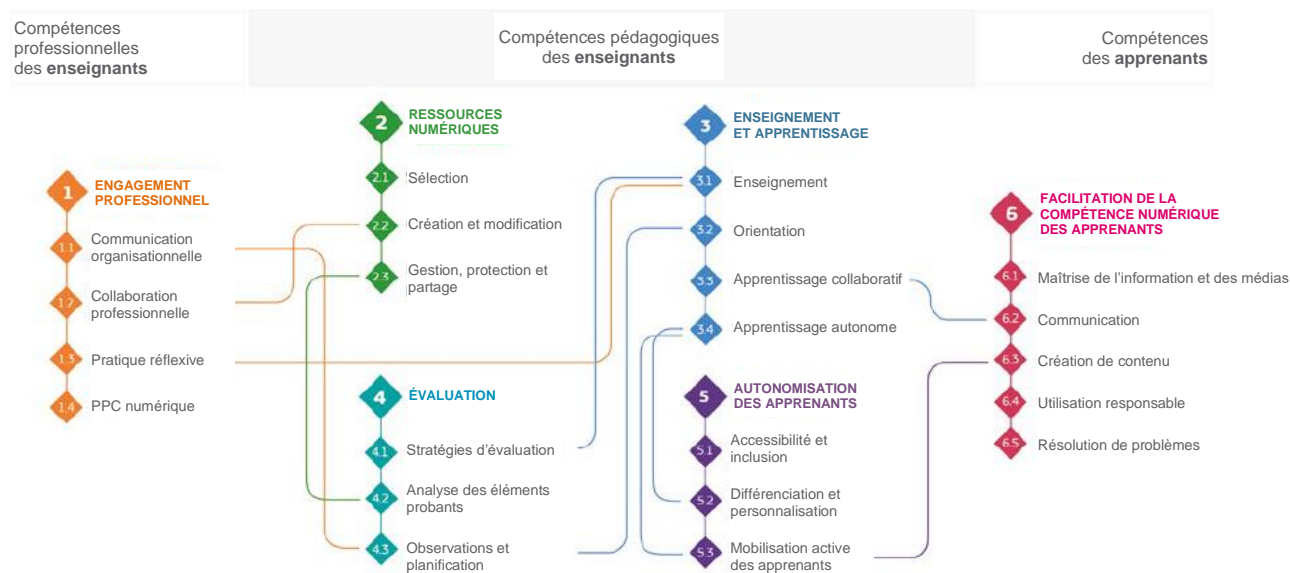 Compétences
professionnelles
des enseignants
Compétences pédagogiques
des enseignants
Compétences
des apprenants
1
ENGAGEMENT
PROFESSIONNEL
1.1
Communication
organisationnelle
1.2
Collaboration
professionnelle
1.3
Pratique réflexive
1.4
PPC numérique
2
RESSOURCES
NUMÉRIQUES
2.1
Sélection
2.2
Création et modification
2.3
Gestion, protection et
partage
4
ÉVALUATION
4.1
Stratégies d’évaluation
4.2
Analyse des éléments
probants
4.3
Observations et
planification
3
ENSEIGNEMENT
ET APPRENTISSAGE
3.1
Enseignement
3.2
Orientation
3.3
Apprentissage collaboratif
3.4
Apprentissage autonome
5
AUTONOMISATION
DES APPRENANTS
5.1
Accessibilité et
inclusion
5.2
Différenciation et
personnalisation
5.3
Mobilisation active
des apprenants
6
FACILITATION DE LA
COMPÉTENCE NUMÉRIQUE
DES APPRENANTS
6.1
Maîtrise de l’information et des médias
6.2
Communication
6.3
Création de contenu
6.4
Utilisation responsable
6.5
Résolution de problèmes